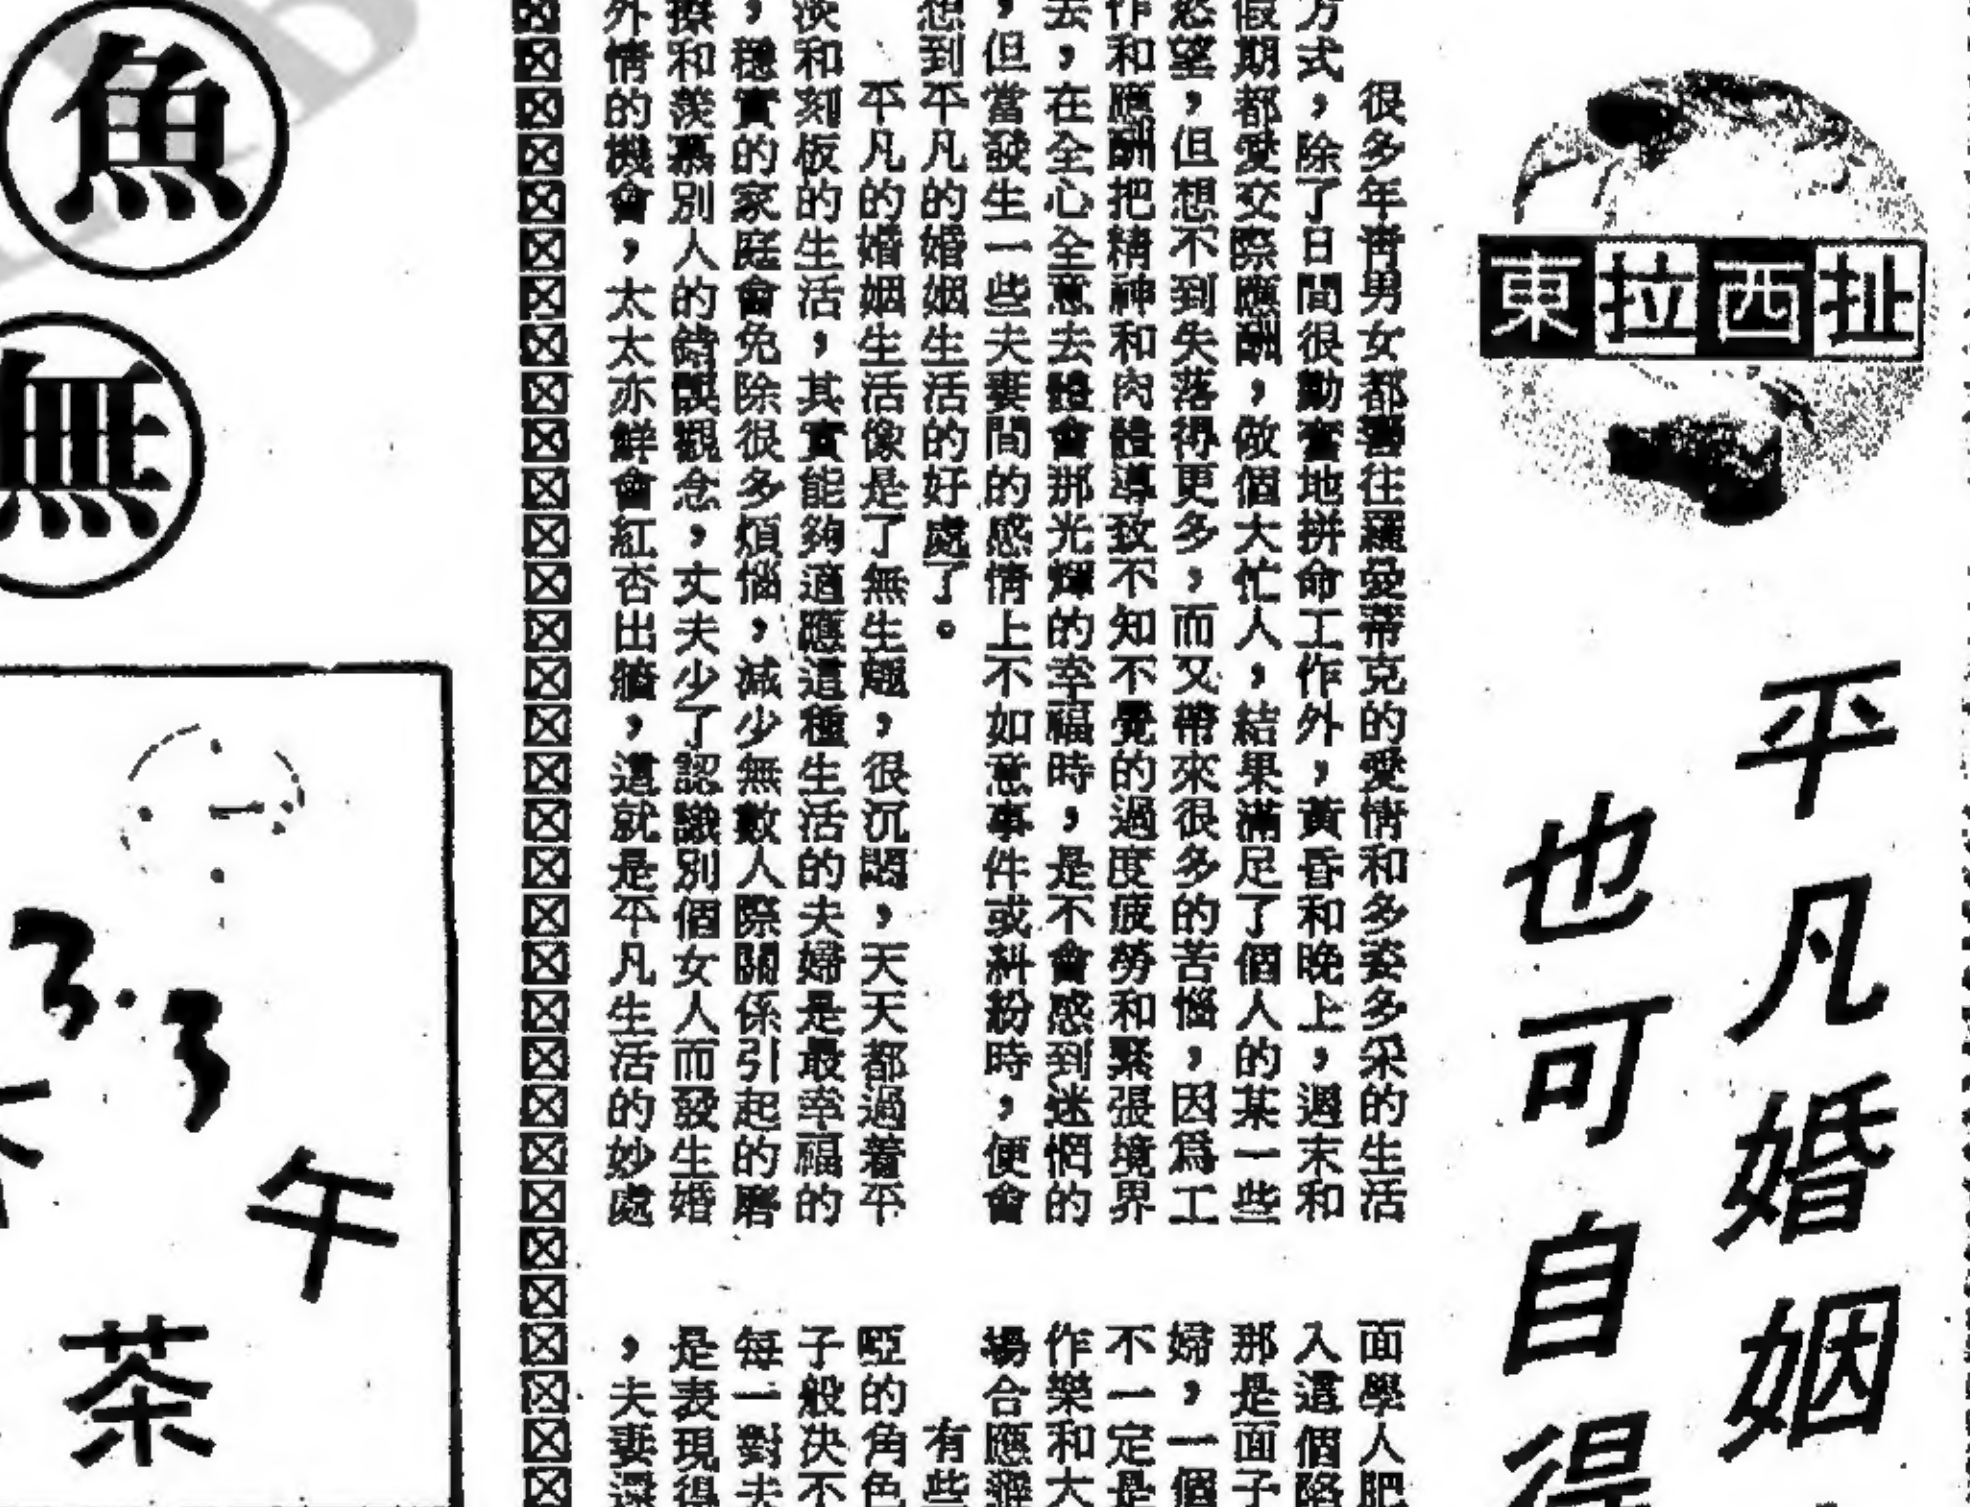 東拉西扯
平凡婚姻
也可自得
很多年青男女都嚮往羅曼蒂克的愛情和多姿多采的生活
方式，除了日間很勤奮地拼命工作外，黃昏和晚上，週末和
假期都愛交際應酬，做個大忙人，結果滿足了個人的某一些
慾望，但想不到失落得更多，而又帶來很多的苦惱，因爲工
作和應酬把精神和肉體導致不知不覺的過度疲勞和緊張境界
去，在全心全意去體會那光輝的幸福時，是不會感到迷惘的
，但當發生一些夫妻間的感情上不如意事件或糾紛時，便會
想到平凡的婚姻生活的好處了。
平凡的婚姻生活像是了無生趣，很沉悶，天天都過着平
淡和刻板的生活，其實能夠適應這種生活的夫婦是最幸福的
，穩實的家庭會免除很多煩惱，減少無數人際關係引起的磨
擦和羨慕別人的錯誤觀念，丈夫少了認識別個女人而發生婚
外情的機會，太太亦鮮會紅杏出牆，這就是平凡生活的妙處
面學人肥
入這個陷
那是面子
婦，一個
不一定是
作樂和大
場合應
有些
啞的角色
子般决不
每一對夫
是表現得
，夫妻還
魚
無
3.3
午
茶